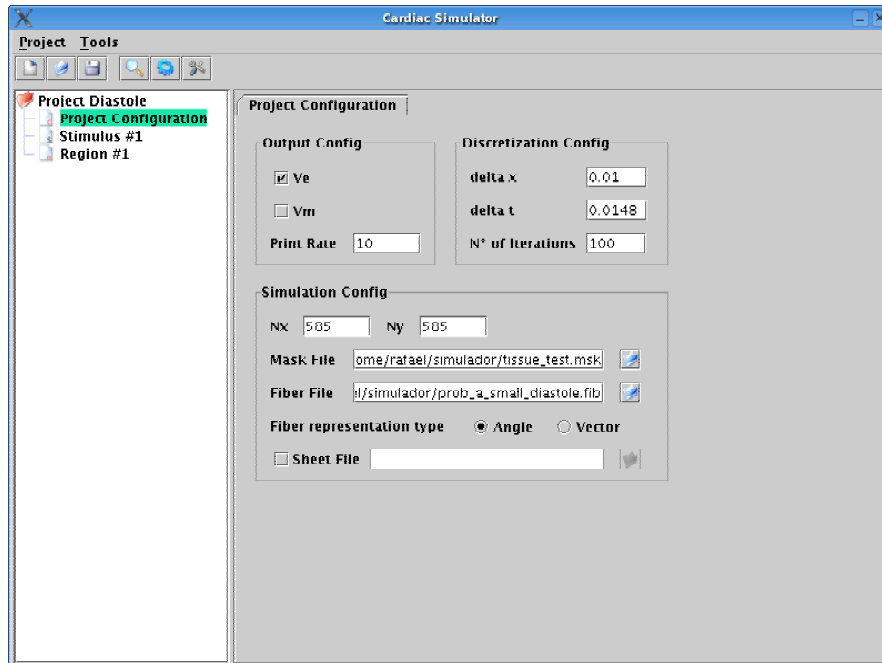 Cardiac Simulator
Project Tools
Project Diastole
Project Configuration
Stimulus #1
Region #1
Project Configuration
Output Config
Ve
Vm
Print Rate 10
Discretization Config
delta x 0.01
delta t 0.0148
N° of Iterations 100
Simulation Config
Nx 585 Ny 585
Mask File ome/rafael/simulador/tissue_test.msk
Fiber File il/simulador/prob_a_small_diastole.fib
Fiber representation type Angle Vector
Sheet File